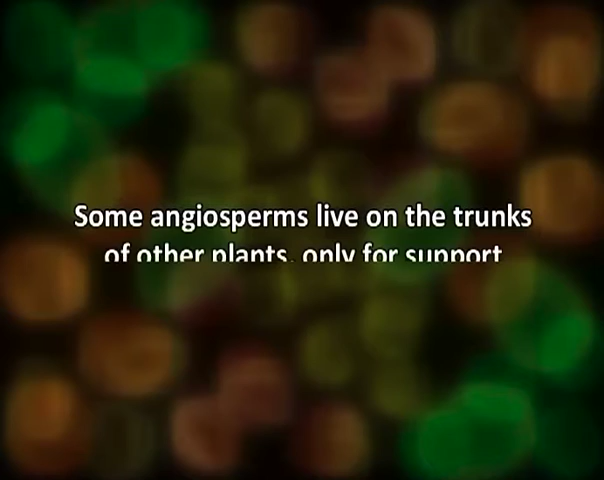 Some angiosperms live on the trunks
of other plants, only for support